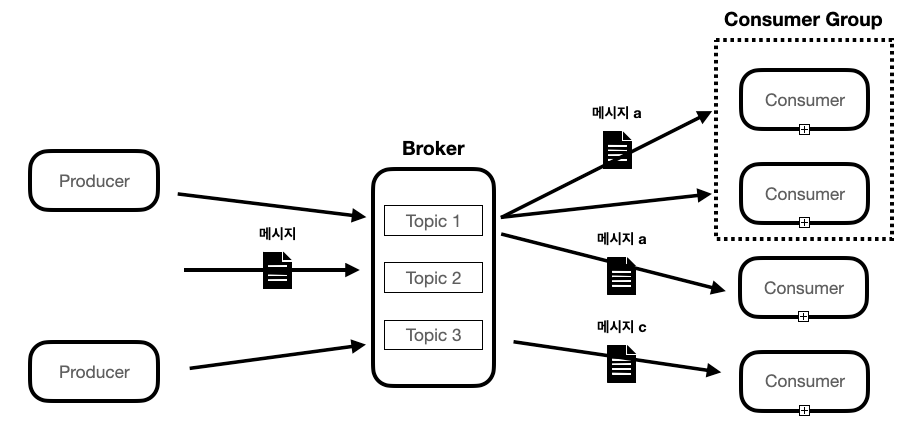 Consumer Group
Consumer
메시지 a
Broker
Producer
Consumer
Topic 1
메시지
메시지 a
Topic 2
Consumer
Topic 3
메시지 c
Producer
Consumer